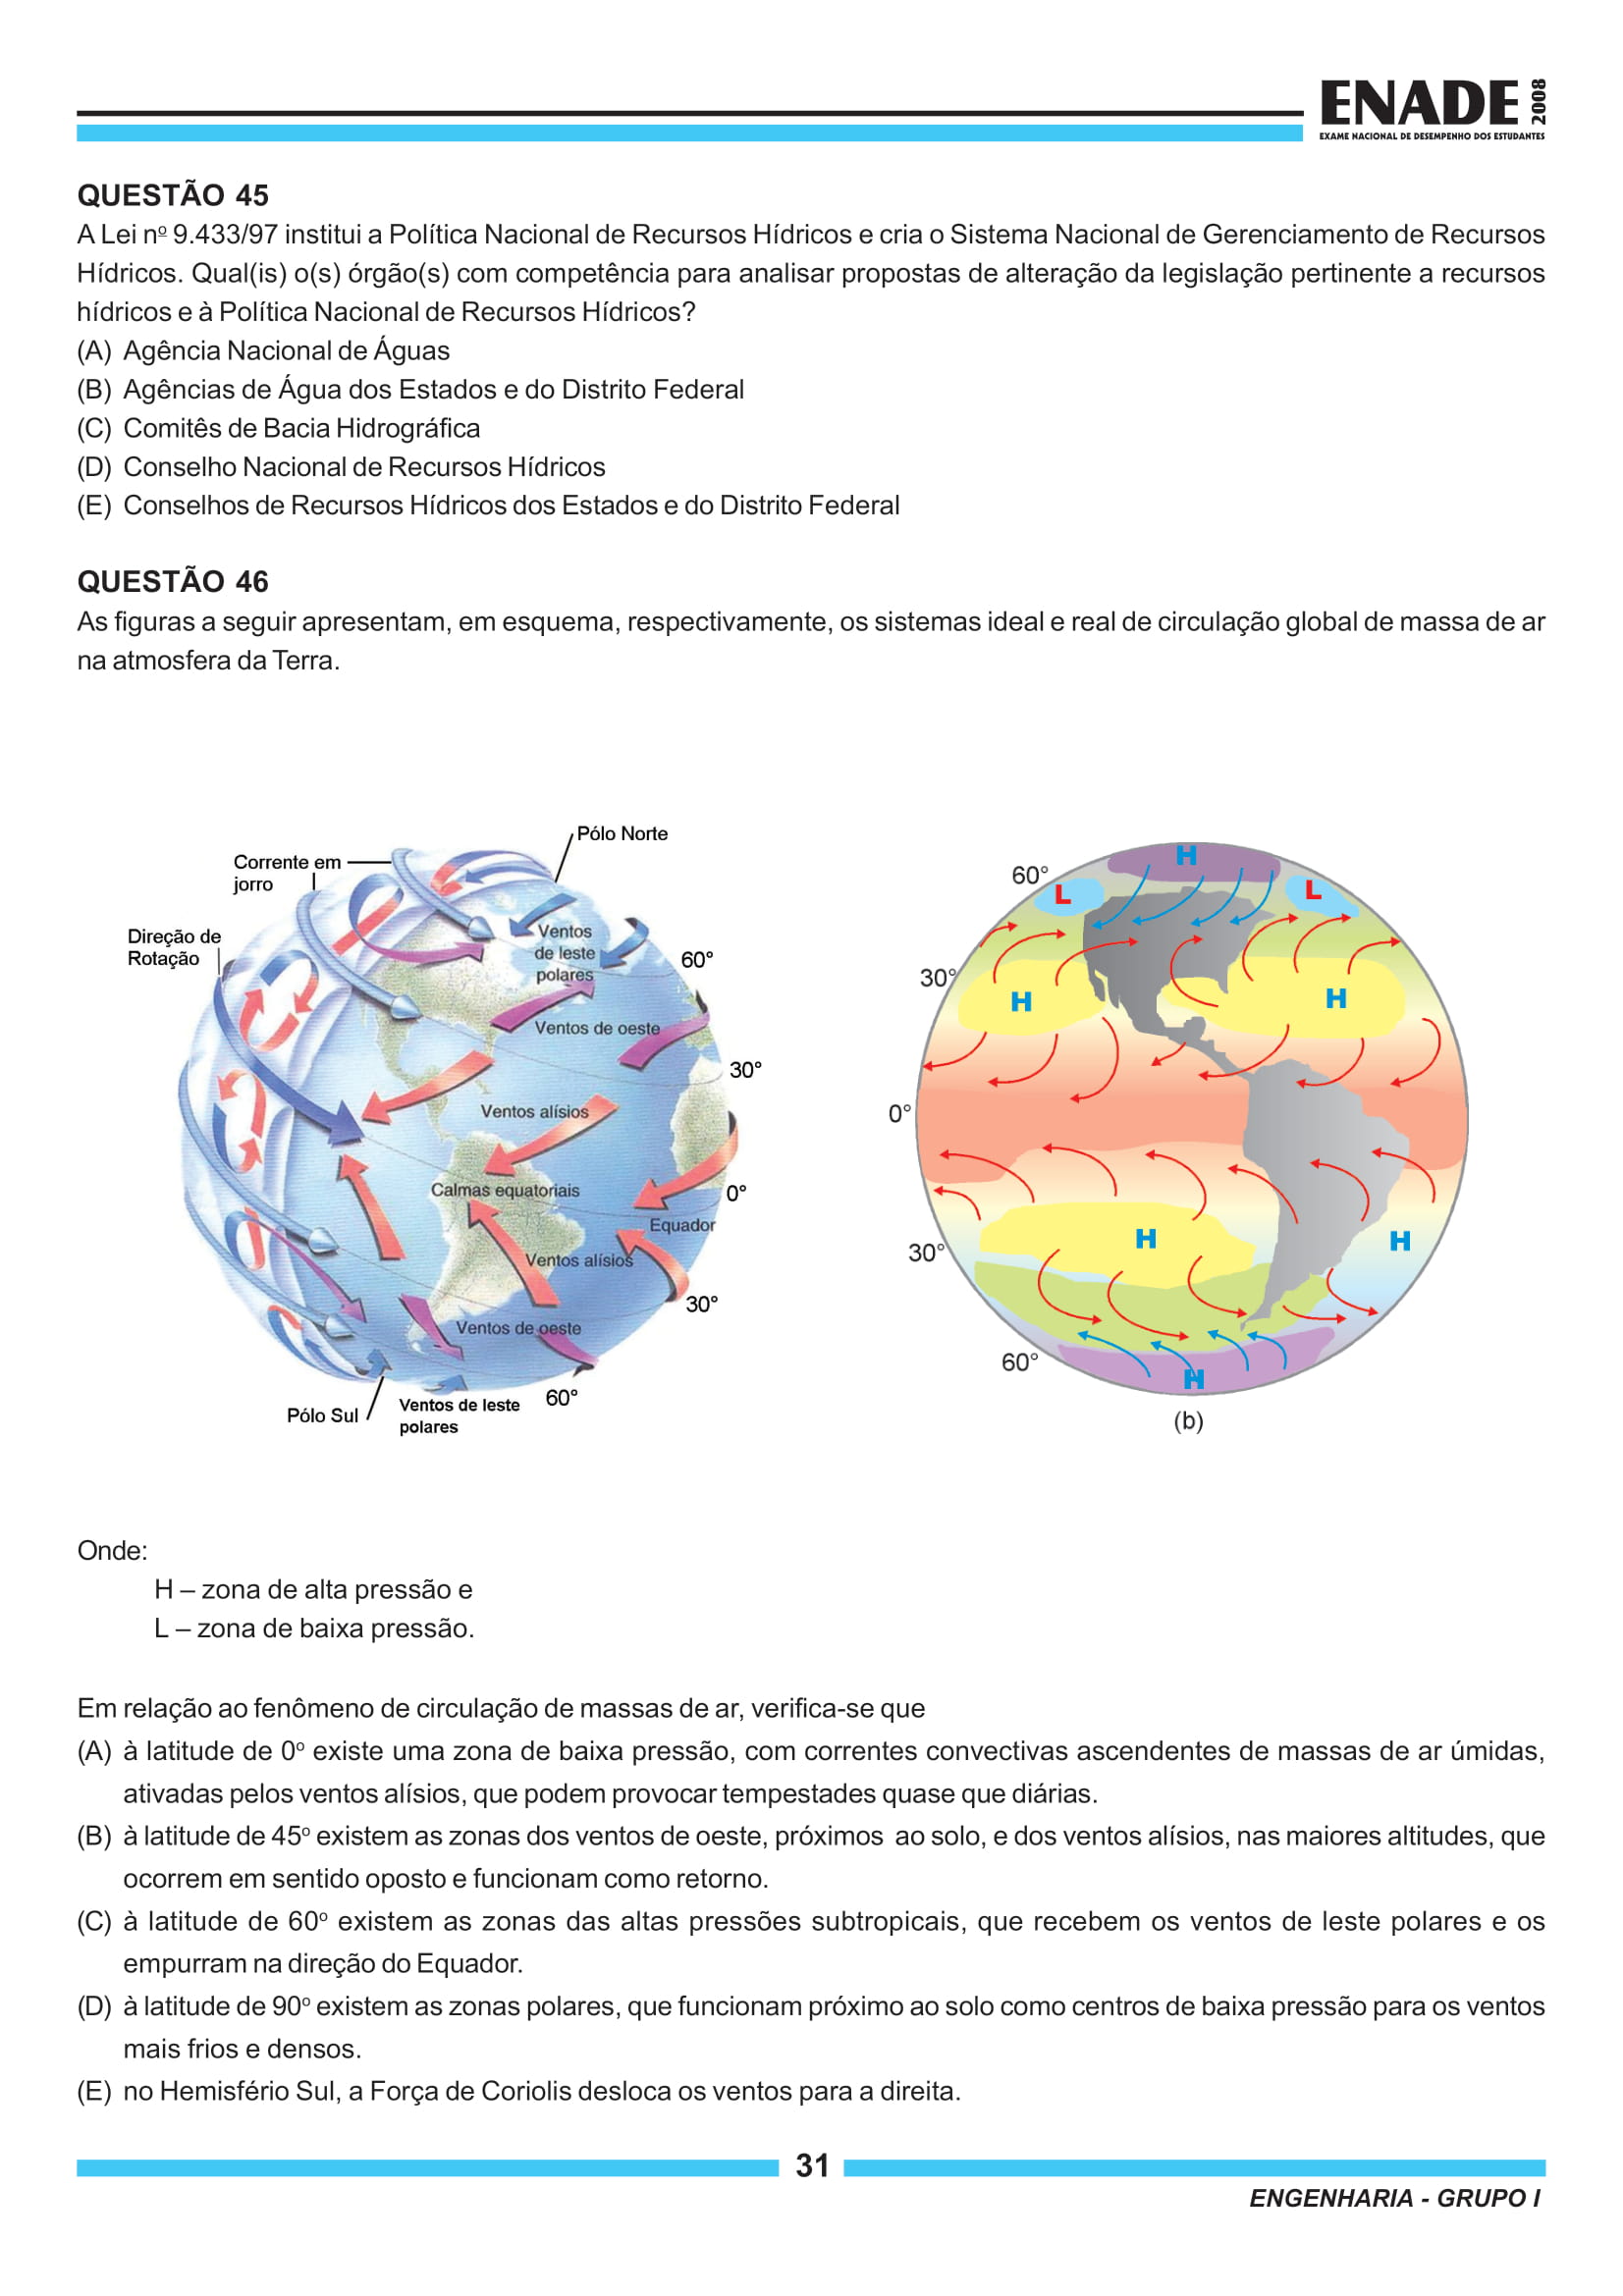 ENADE 2008
EXAME NACIONAL DE DESEMPENHO DOS ESTUDANTES
QUESTÃO 45
A Lei nº 9.433/97 institui a Política Nacional de Recursos Hídricos e cria o Sistema Nacional de Gerenciamento de Recursos
Hídricos. Qual(is) o(s) órgão(s) com competência para analisar propostas de alteração da legislação pertinente a recursos
hídricos e à Política Nacional de Recursos Hídricos?
(A) Agência Nacional de Águas
(B) Agências de Água dos Estados e do Distrito Federal
(C) Comitês de Bacia Hidrográfica
(D) Conselho Nacional de Recursos Hídricos
(E) Conselhos de Recursos Hídricos dos Estados e do Distrito Federal
QUESTÃO 46
As figuras a seguir apresentam, em esquema, respectivamente, os sistemas ideal e real de circulação global de massa de ar
na atmosfera da Terra.
Pólo Norte
Corrente em
jorro
Direção de
Rotação
Ventos
de leste
polares
60°
Ventos de oeste
30°
Ventos alísios
Calmas equatoriais
0°
Equador
Ventos alísios
30°
Ventos de oeste
60°
Pólo Sul
Ventos de leste
polares
H
60°
L
L
30°
H
H
0°
H
H
30°
60°
H
(b)
Onde:
H – zona de alta pressão e
L – zona de baixa pressão.
Em relação ao fenômeno de circulação de massas de ar, verifica-se que
(A) à latitude de 0º existe uma zona de baixa pressão, com correntes convectivas ascendentes de massas de ar úmidas,
ativadas pelos ventos alísios, que podem provocar tempestades quase que diárias.
(B) à latitude de 45º existem as zonas dos ventos de oeste, próximos ao solo, e dos ventos alísios, nas maiores altitudes, que
ocorrem em sentido oposto e funcionam como retorno.
(C) à latitude de 60º existem as zonas das altas pressões subtropicais, que recebem os ventos de leste polares e os
empurram na direção do Equador.
(D) à latitude de 90º existem as zonas polares, que funcionam próximo ao solo como centros de baixa pressão para os ventos
mais frios e densos.
(E) no Hemisfério Sul, a Força de Coriolis desloca os ventos para a direita.
31
ENGENHARIA - GRUPO I